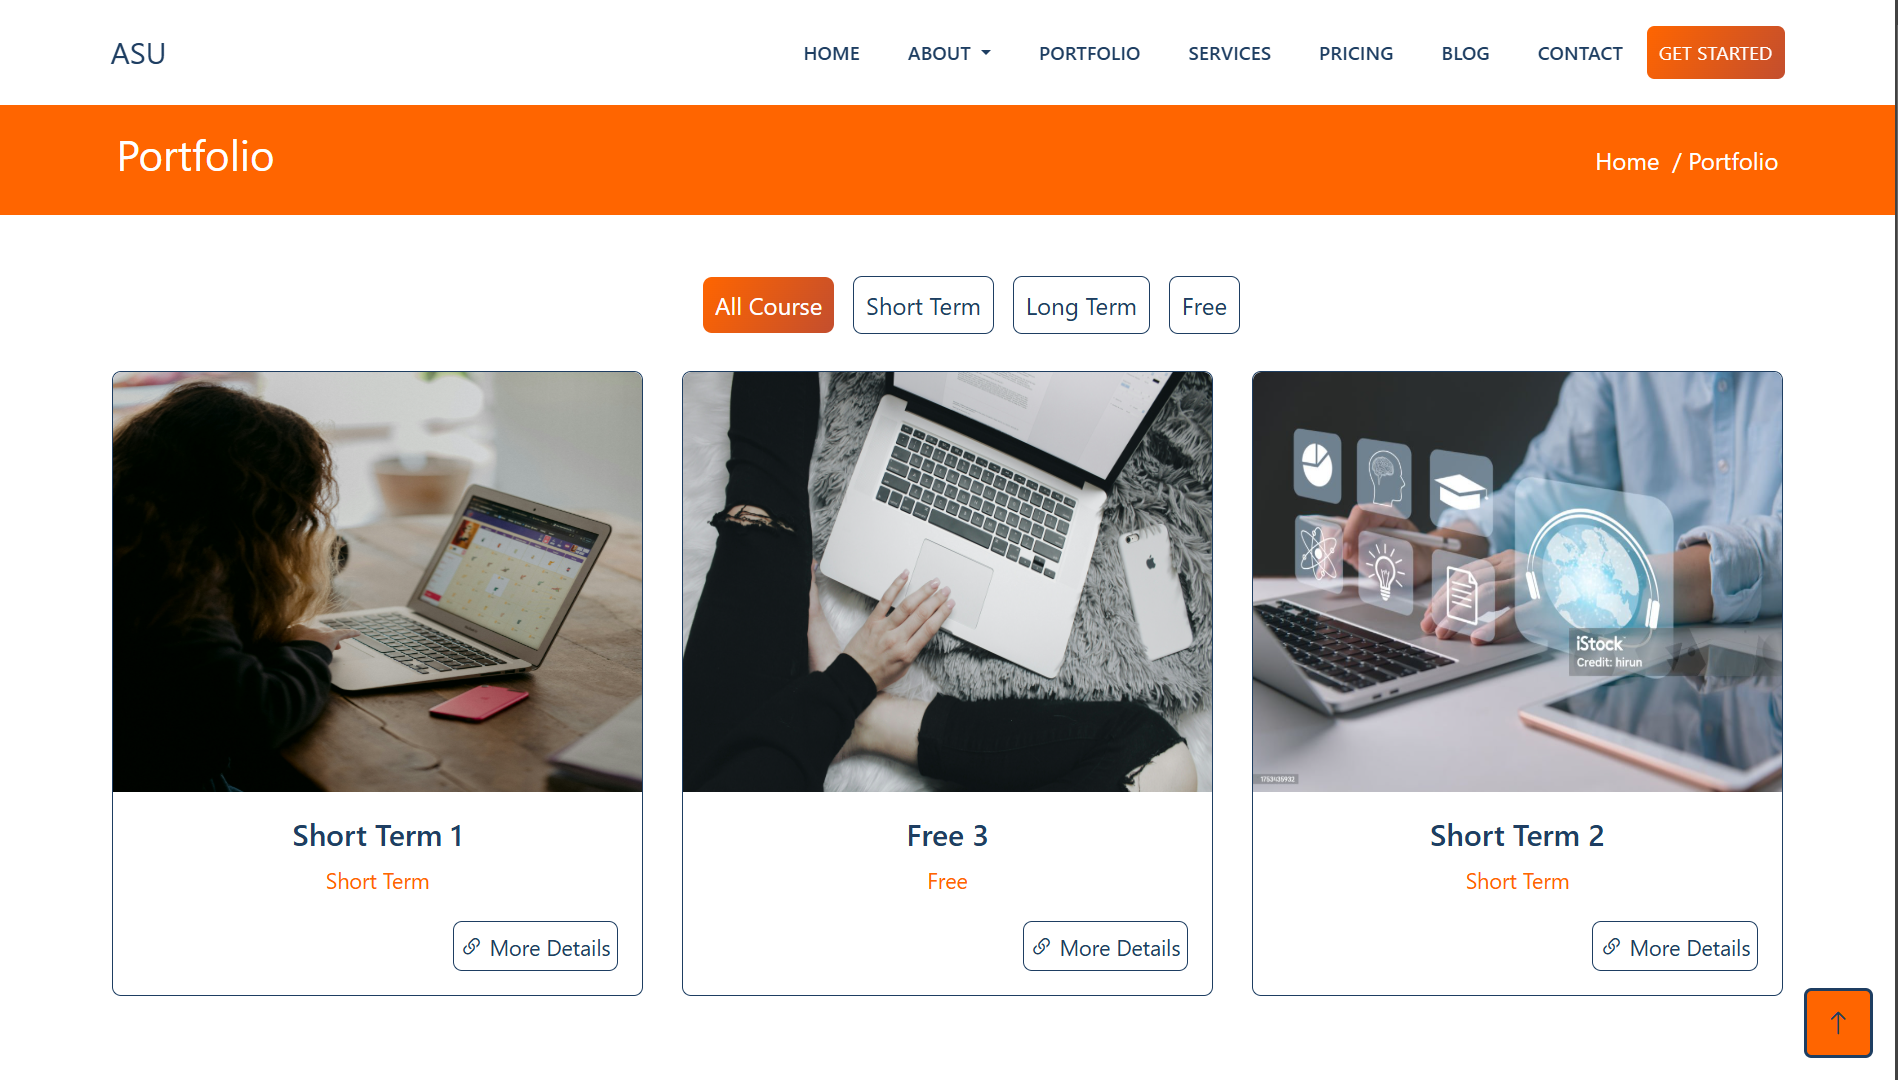 ASU
HOME
ABOUT
PORTFOLIO
SERVICES
PRICING
BLOG
CONTACT
GET STARTED
Portfolio
Home / Portfolio
All Course
Short Term
Long Term
Free
iStock
Credit: hirun
Short Term 1
Short Term
More Details
Free 3
Free
More Details
Short Term 2
Short Term
More Details